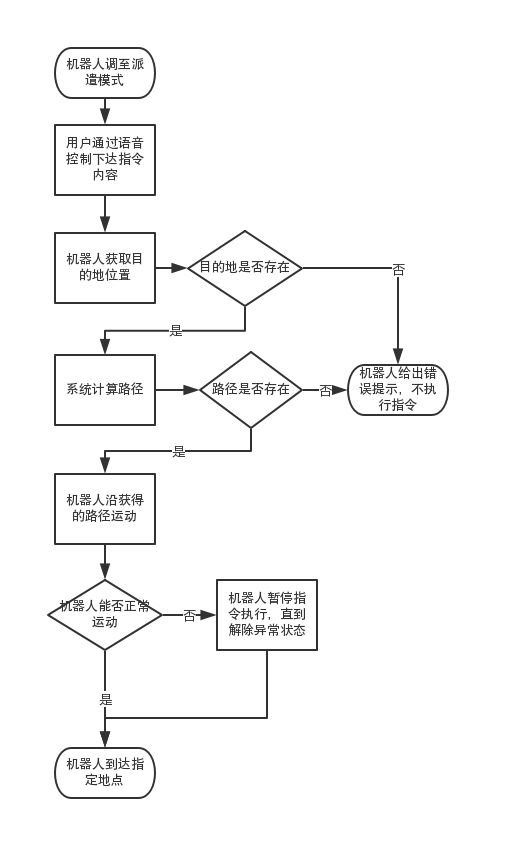 机器人调至派
遣模式
用户通过语音
控制下达指令
内容
机器人获取目
的地位置
目的地是否存在
否
是
系统计算路径
路径是否存在
否
机器人给出错
误提示，不执
行指令
是
机器人沿获得
的路径运动
机器人能否正常
运动
否
机器人暂停指
令执行，直到
解除异常状态
是
机器人到达指
定地点